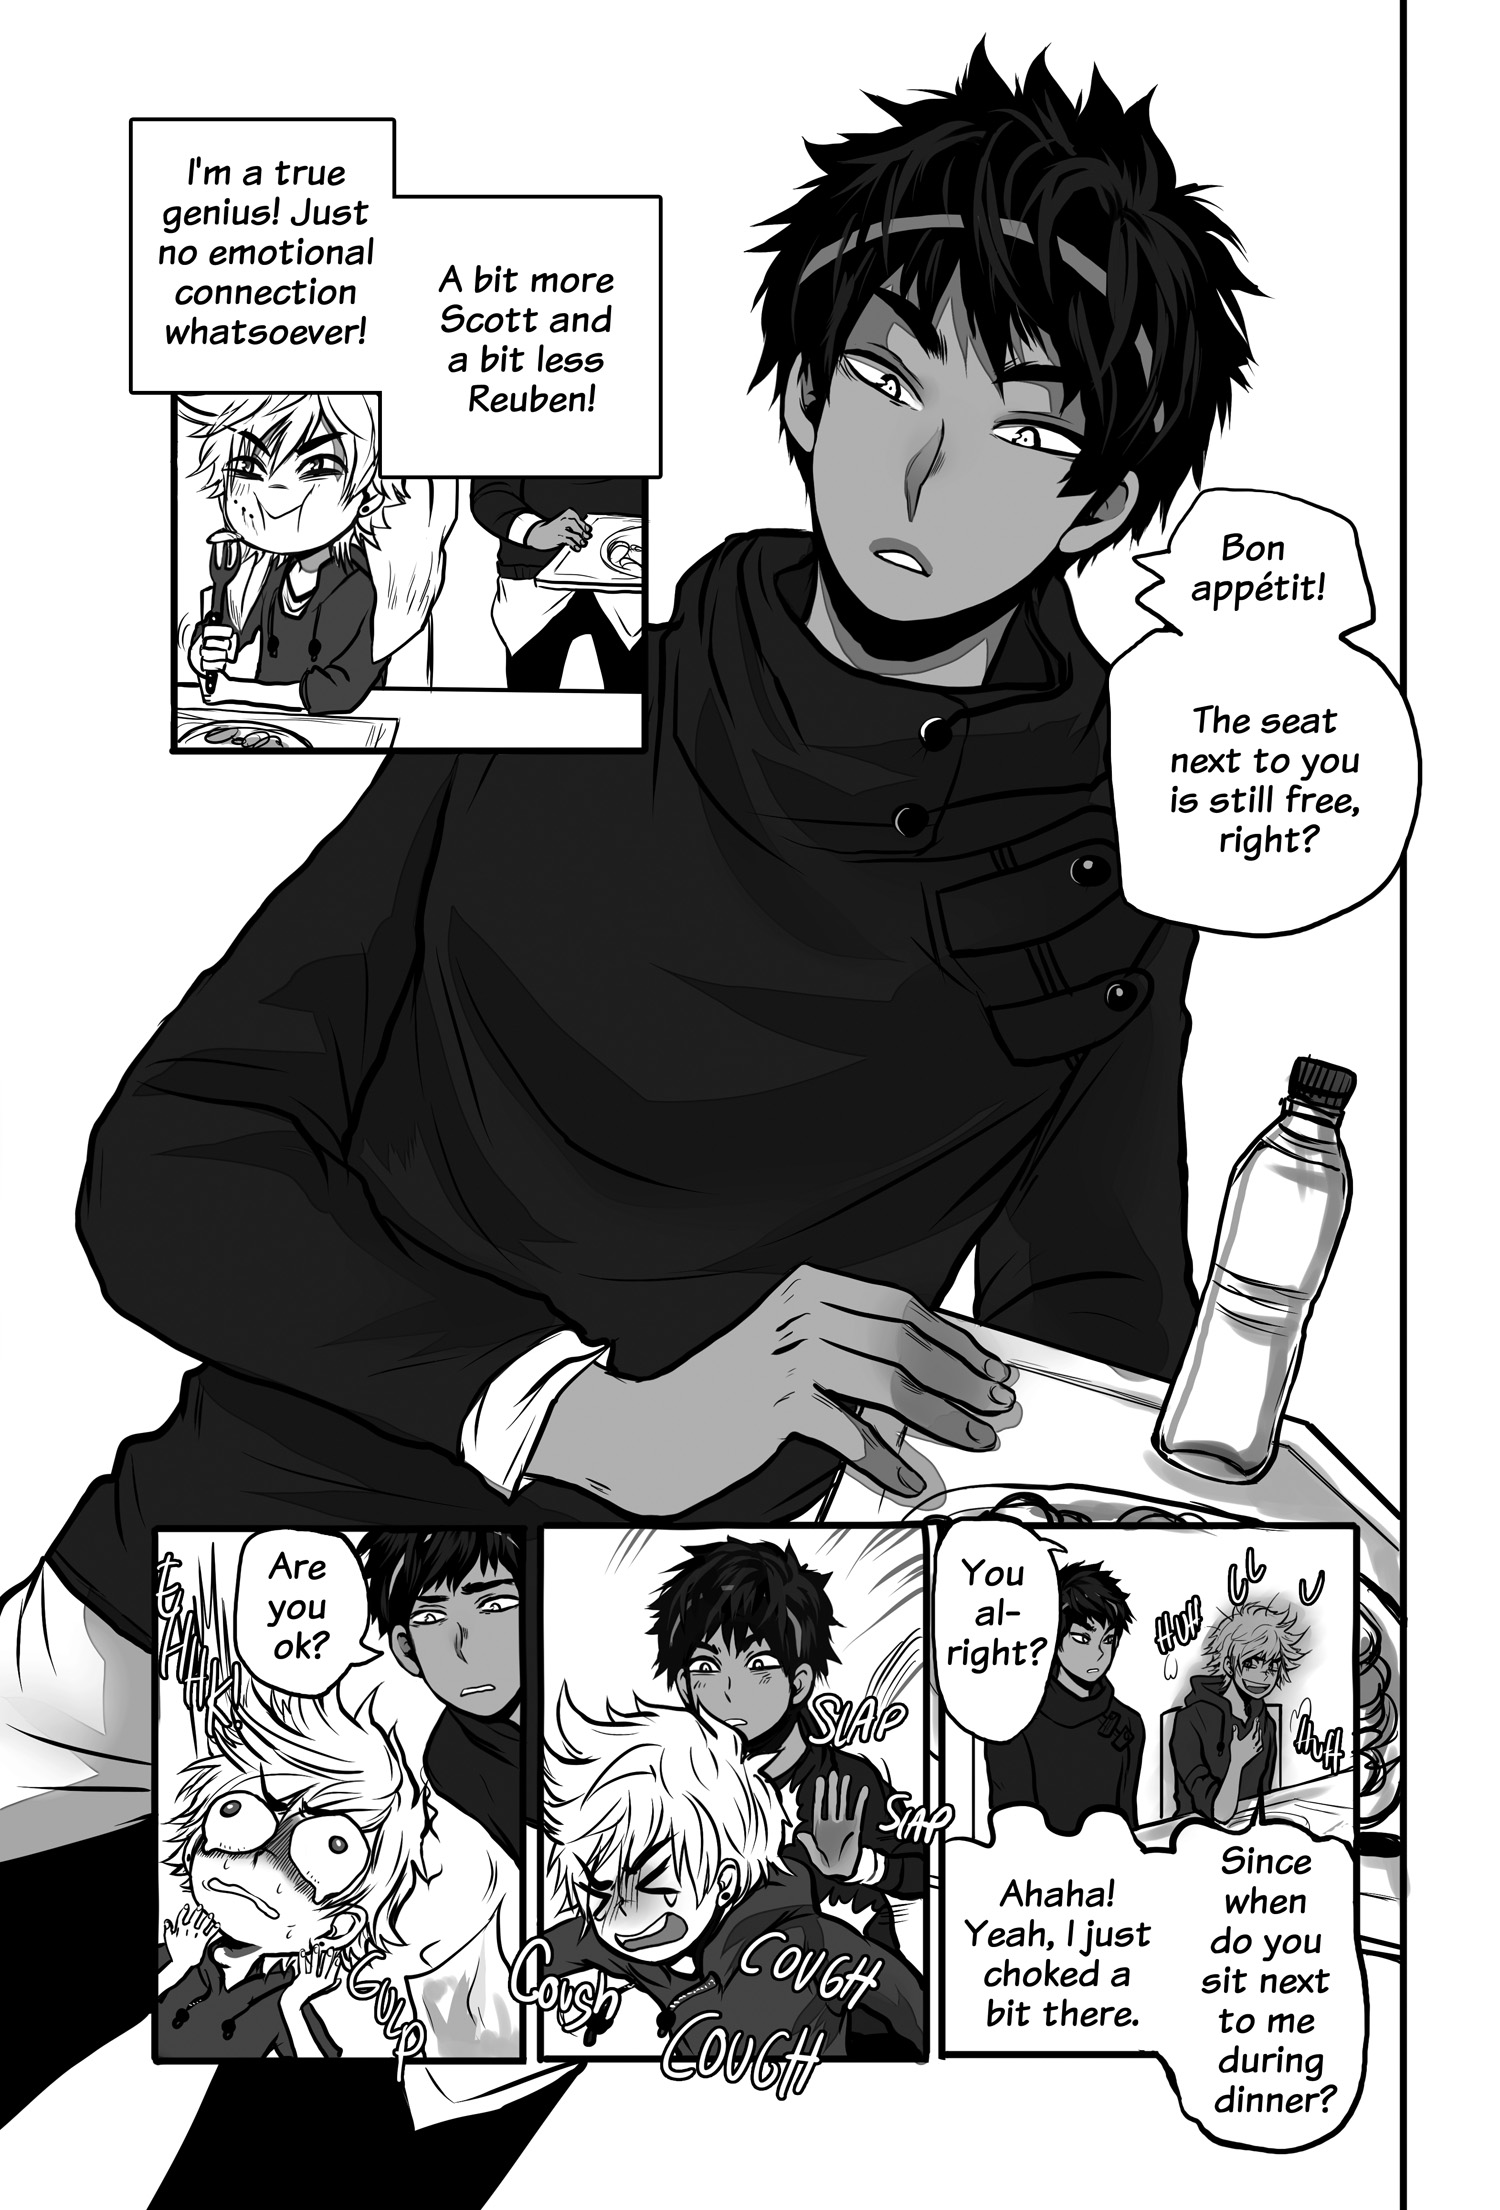 I'm a true
genius! Just
no emotional
connection
whatsoever!
A bit more
Scott and
a bit less
Reuben!
Bon
appétit!
The seat
next to you
is still free,
right?
Are
you
ok?
GULP
SLAP
SLAP
Cough
COUGH
COUGH
You
al-
right?
HUH
HUH
Ahaha!
Yeah, I just
choked a
bit there.
Since
when
do you
sit next
to me
during
dinner?